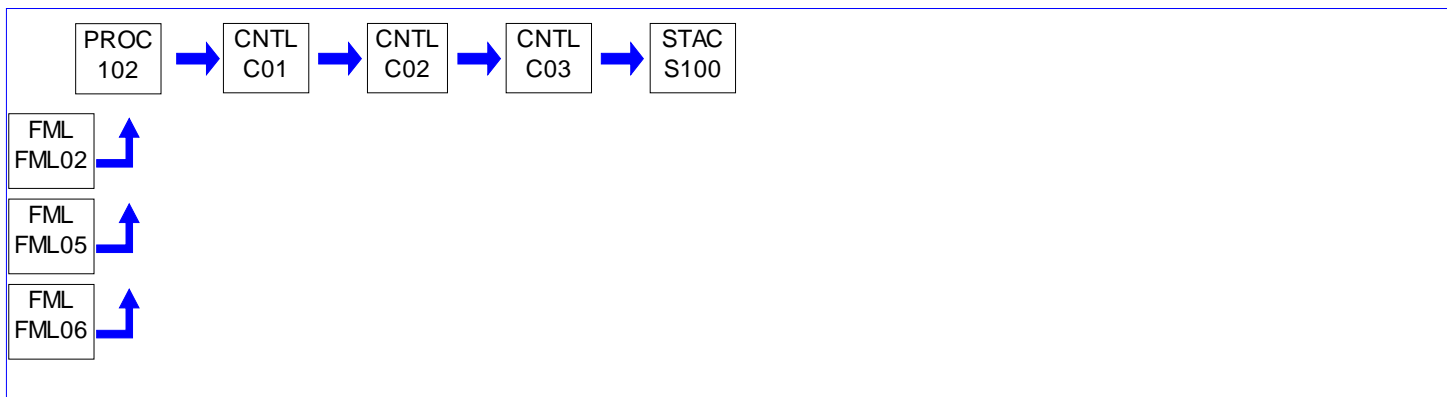 PROC
102
CNTL
C01
CNTL
C02
CNTL
C03
STAC
S100
FML
FML02
FML
FML05
FML
FML06